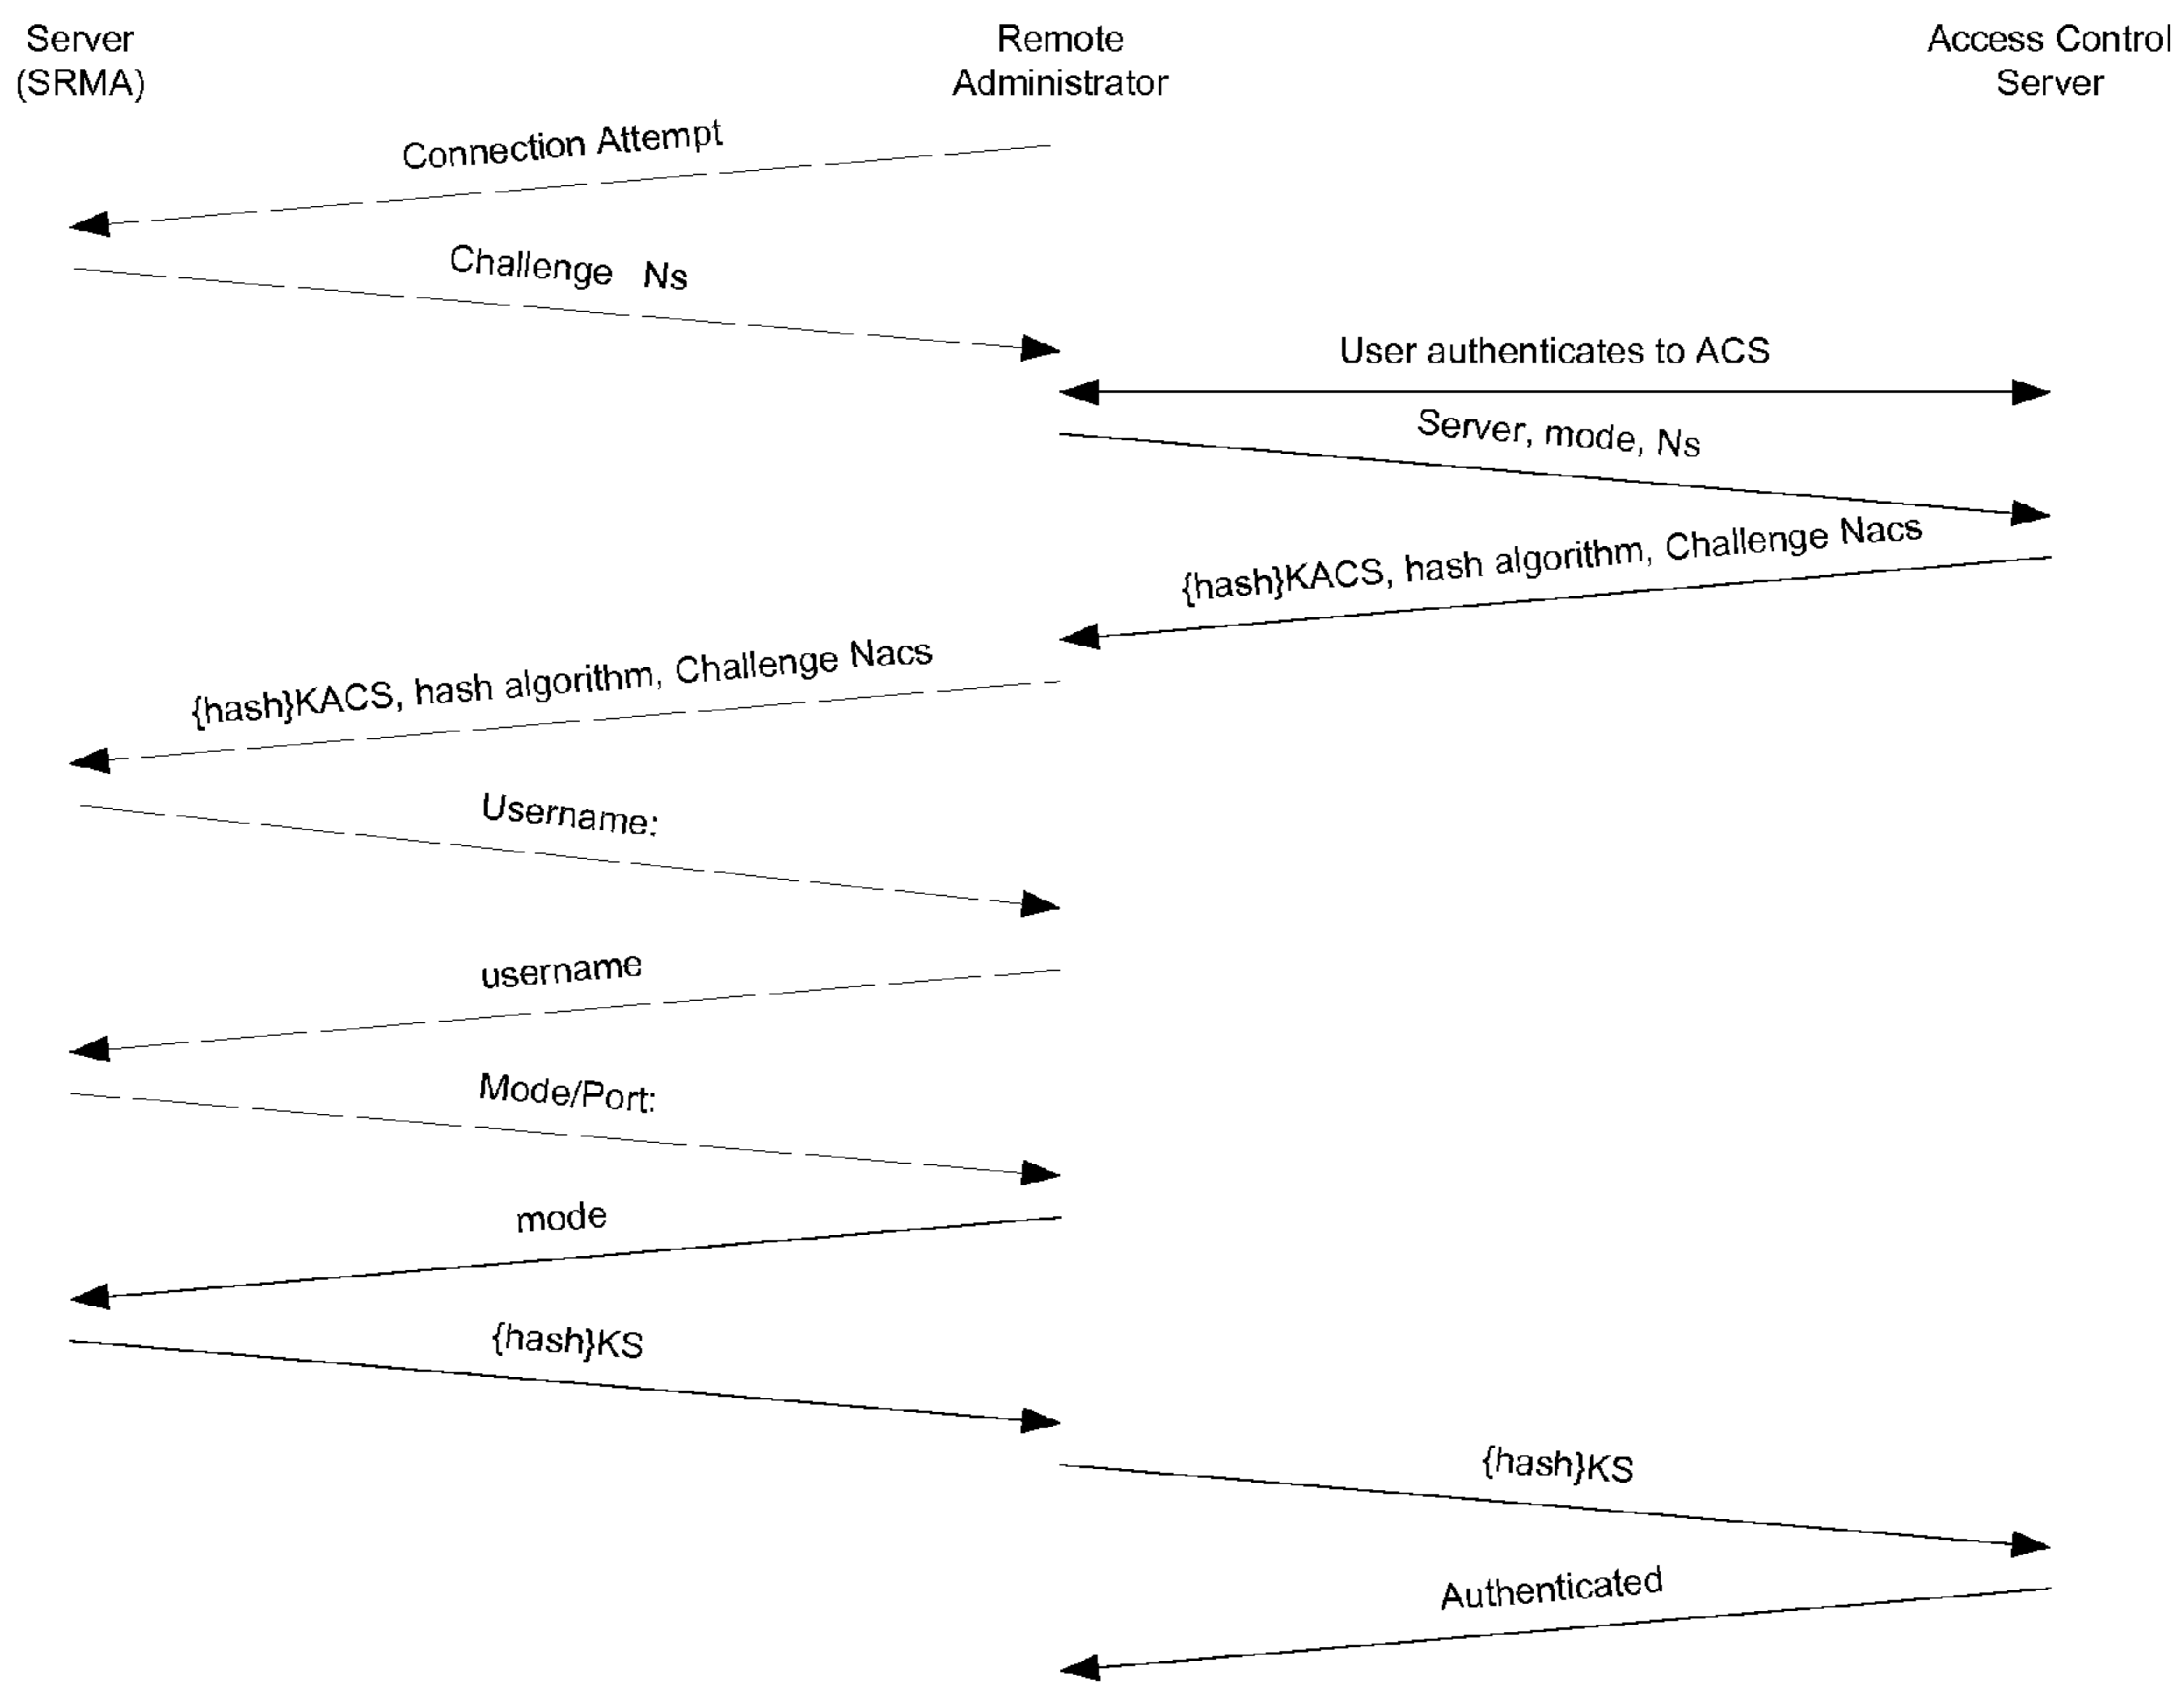 Server
(SRMA)
Remote
Administrator
Access Control
Server
Connection Attempt
Challenge Ns
User authenticates to ACS
Server, mode, Ns
{hash}KACS, hash algorithm, Challenge Nacs
{hash}KACS, hash algorithm, Challenge Nacs
Username:
username
Mode/Port:
mode
{hash}KS
{hash}KS
Authenticated